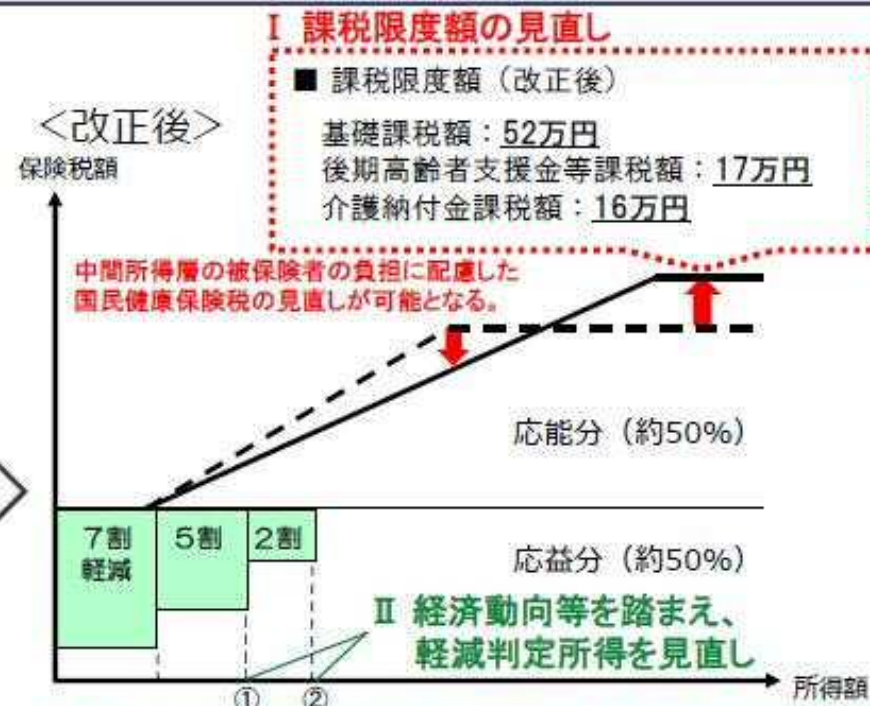 Ⅰ 課税限度額の見直し
■ 課税限度額（改正後）
基礎課税額：52万円
後期高齢者支援金等課税額：17万円
介護納付金課税額：16万円
＜改正後＞
保険税額
中間所得層の被保険者の負担に配慮した
国民健康保険税の見直しが可能となる。
応能分（約50%）
7割
軽減
5割
2割
応益分（約50%）
Ⅱ 経済動向等を踏まえ、
軽減判定所得を見直し
① ②
所得額